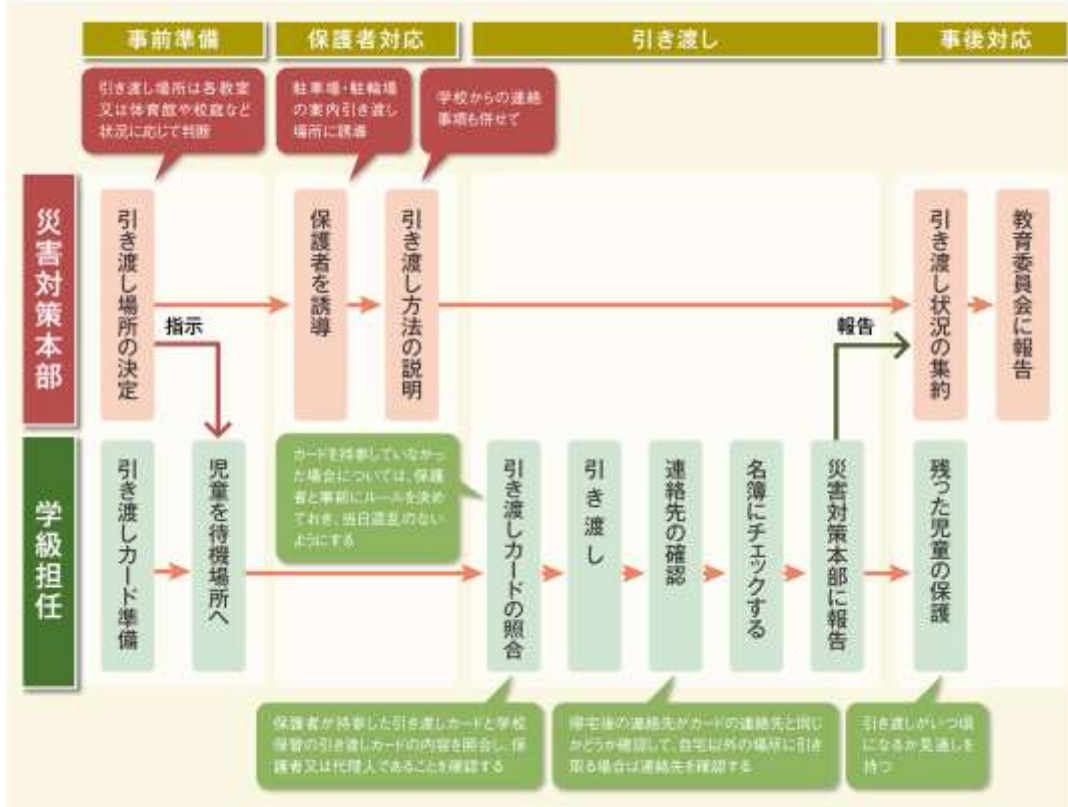 事前準備
保護者対応
引き渡し
事後対応
引き渡し場所は各教室
又は体育館や校庭など
状況に応じて判断
駐車場・駐輪場
の案内引き渡し
場所に誘導
学校からの連絡
事項も併せて
災害対策本部
引き渡し場所の決定
指示
保護者を誘導
引き渡し方法の説明
報告
引き渡し状況の集約
教育委員会に報告
学級担任
引き渡しカード準備
児童を待機場所へ
カードを持参していなかっ
た場合については、保護
者と事前にルールを決め
ておき、当日混乱のない
ようにする
引き渡しカードの照合
引き渡し
連絡先の確認
名簿にチェックする
災害対策本部に報告
残った児童の保護
保護者が持参した引き渡しカードと学校
保管の引き渡しカードの内容を照合し、保
護者又は代理人であることを確認する
帰宅後の連絡先がカードの連絡先と同じ
かどうか確認して、自宅以外の場所に引き
取る場合は連絡先を確認する
引き渡しがいつ頃
になるか見通しを
持つ